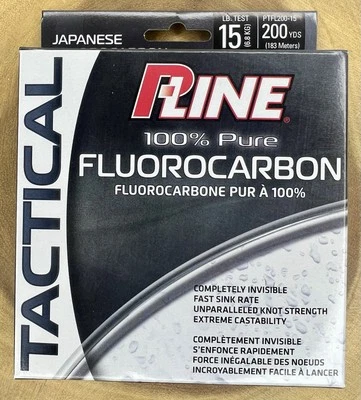 JAPANESE
LB. TEST
15
(6.8 KG)
PTFL200-15
200
YDS
(183 Meters)
TACTICAL
P-LINE®
100% Pure
FLUOROCARBON
FLUOROCARBONE PUR À 100%
COMPLETELY INVISIBLE
FAST SINK RATE
UNPARALLELED KNOT STRENGTH
EXTREME CASTABILITY
COMPLÈTEMENT INVISIBLE
S'ENFONCE RAPIDEMENT
FORCE INÉGALABLE DES NOEUDS
INCROYABLEMENT FACILE À LANCER